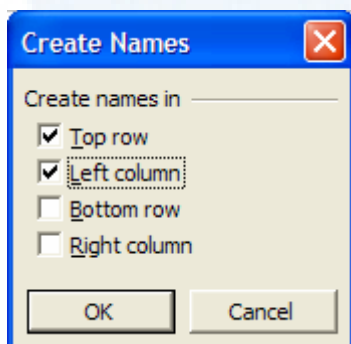 Create Names
Create names in
Top row
Left column
Bottom row
Right column
OK Cancel